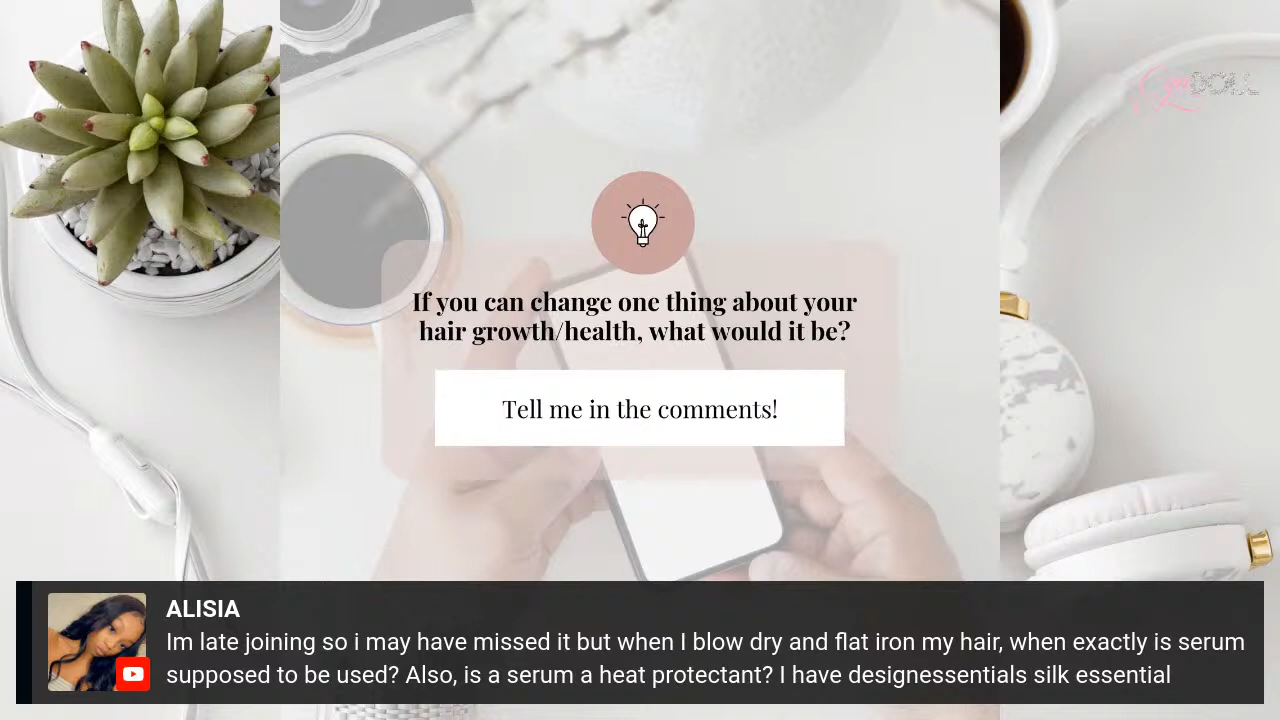 If you can change one thing about your
hair growth/health, what would it be?
Tell me in the comments!
ALISIA
Im late joining so i may have missed it but when I blow dry and flat iron my hair, when exactly is serum
supposed to be used? Also, is a serum a heat protectant? I have designessentials silk essential